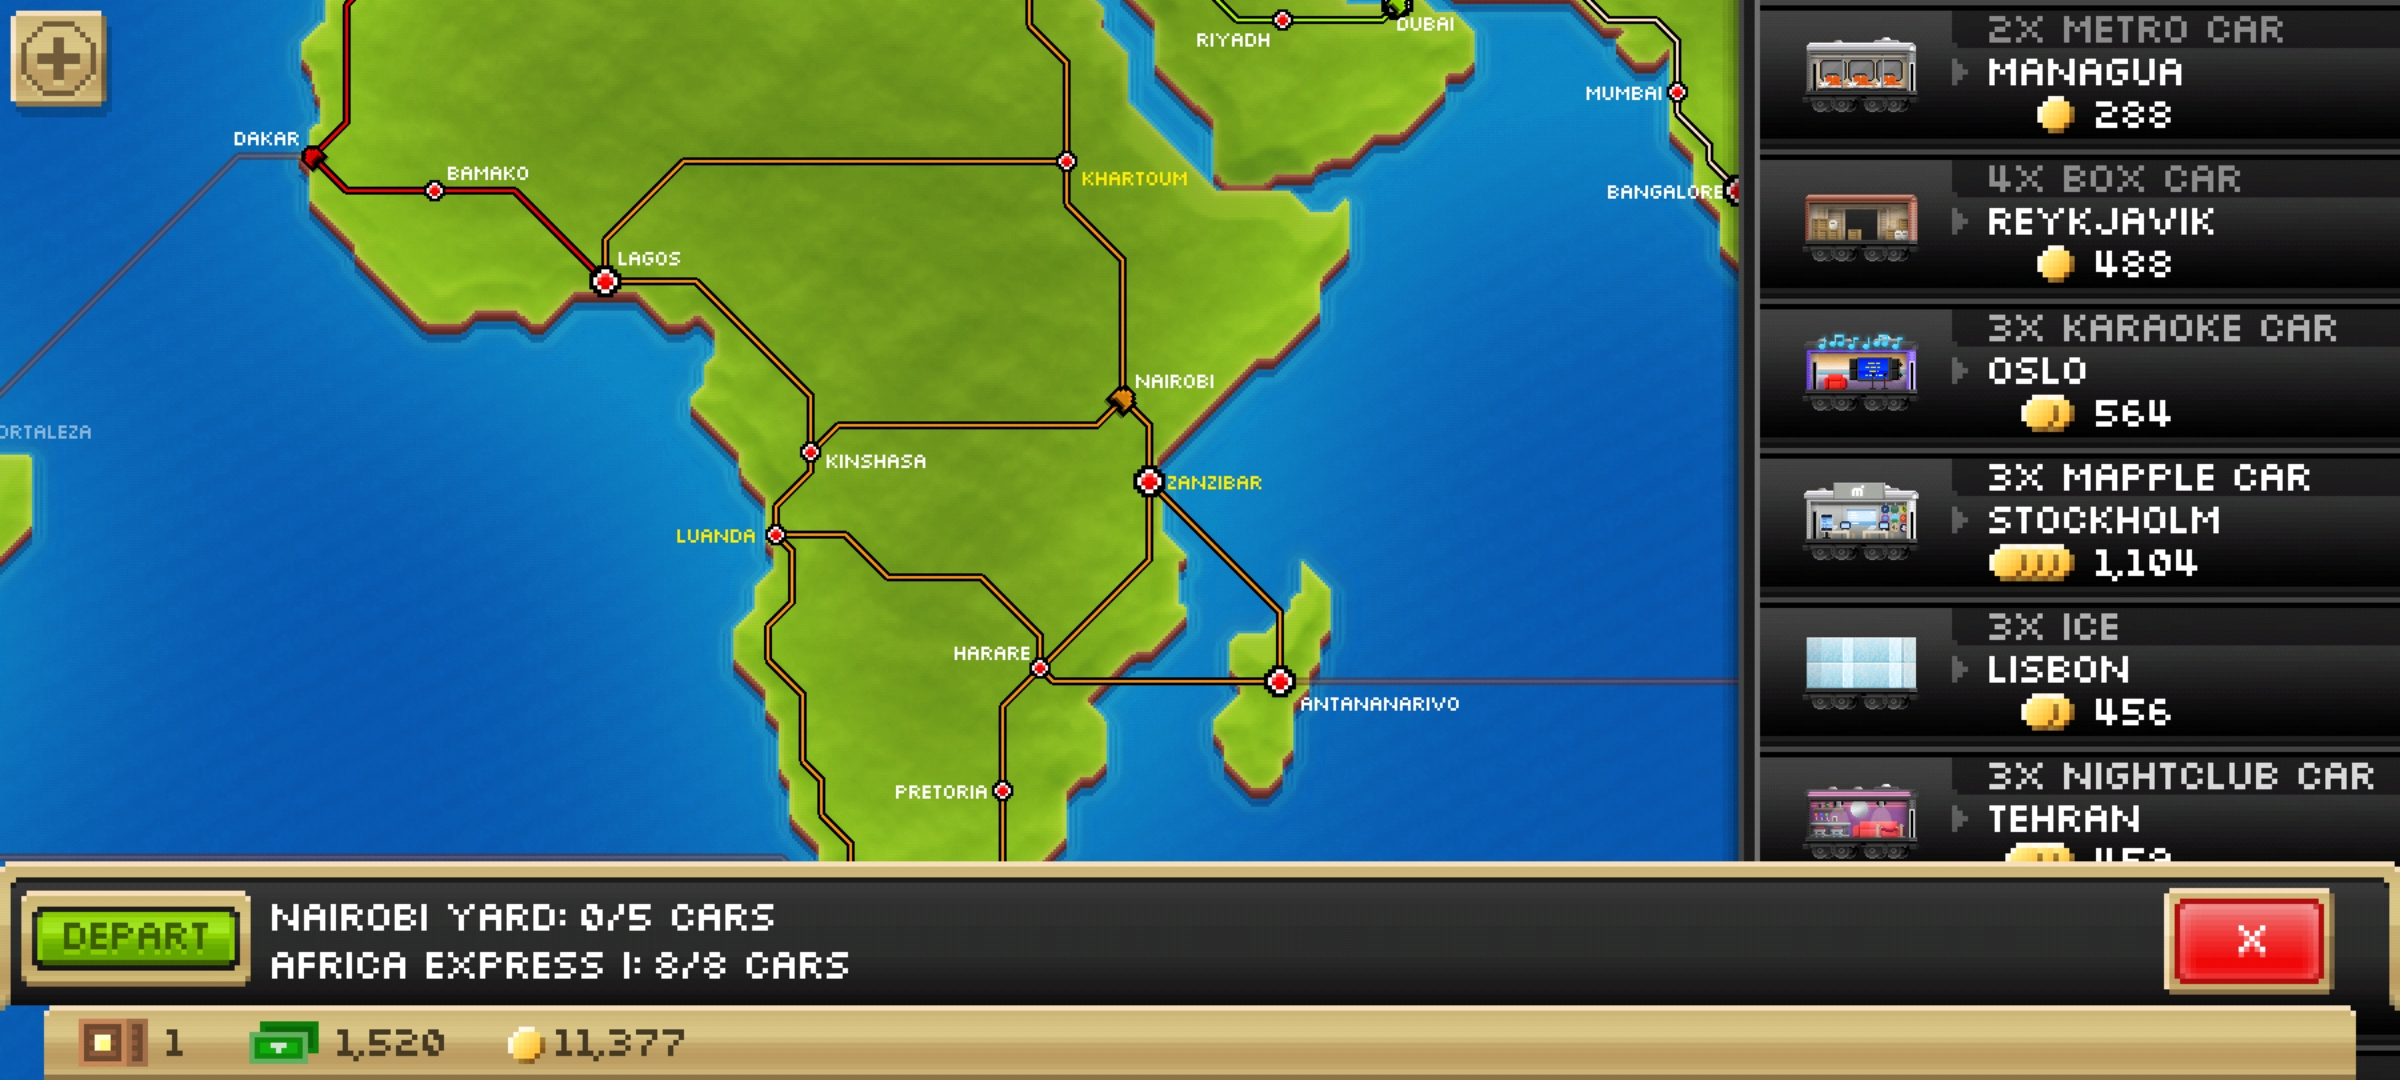 RIYADH
DUBAI
MUMBAI
BANGALORE
DAKAR
BAMAKO
KHARTOUM
LAGOS
NAIROBI
ORTALEZA
KINSHASA
ZANZIBAR
LUANDA
HARARE
ANTANANARIVO
PRETORIA
2X METRO CAR
MANAGUA
288
4X BOX CAR
REYKJAVIK
488
3X KARAOKE CAR
OSLO
564
3X MAPPLE CAR
STOCKHOLM
1,104
3X ICE
LISBON
456
3X NIGHTCLUB CAR
TEHRAN
DEPART
NAIROBI YARD: 0/5 CARS
AFRICA EXPRESS I: 8/8 CARS
X
1
1,520
11,377